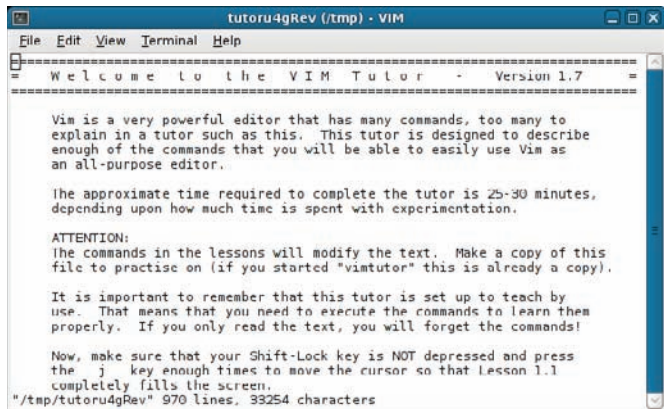 tutoru4gRev (/tmp) - VIM
File Edit View Terminal Help
===============================================================================
=    W e l c o m e   t o   t h e   V I M   T u t o r    -    Version 1.7      =
===============================================================================
Vim is a very powerful editor that has many commands, too many to
explain in a tutor such as this.  This tutor is designed to describe
enough of the commands that you will be able to easily use Vim as
an all-purpose editor.
The approximate time required to complete the tutor is 25-30 minutes,
depending upon how much time is spent with experimentation.
ATTENTION:
The commands in the lessons will modify the text.  Make a copy of this
file to practise on (if you started "vimtutor" this is already a copy).
It is important to remember that this tutor is set up to teach by
use.  That means that you need to execute the commands to learn them
properly.  If you only read the text, you will forget the commands!
Now, make sure that your Shift-Lock key is NOT depressed and press
the   j   key enough times to move the cursor so that Lesson 1.1
completely fills the screen.
"/tmp/tutoru4gRev" 970 lines, 33254 characters